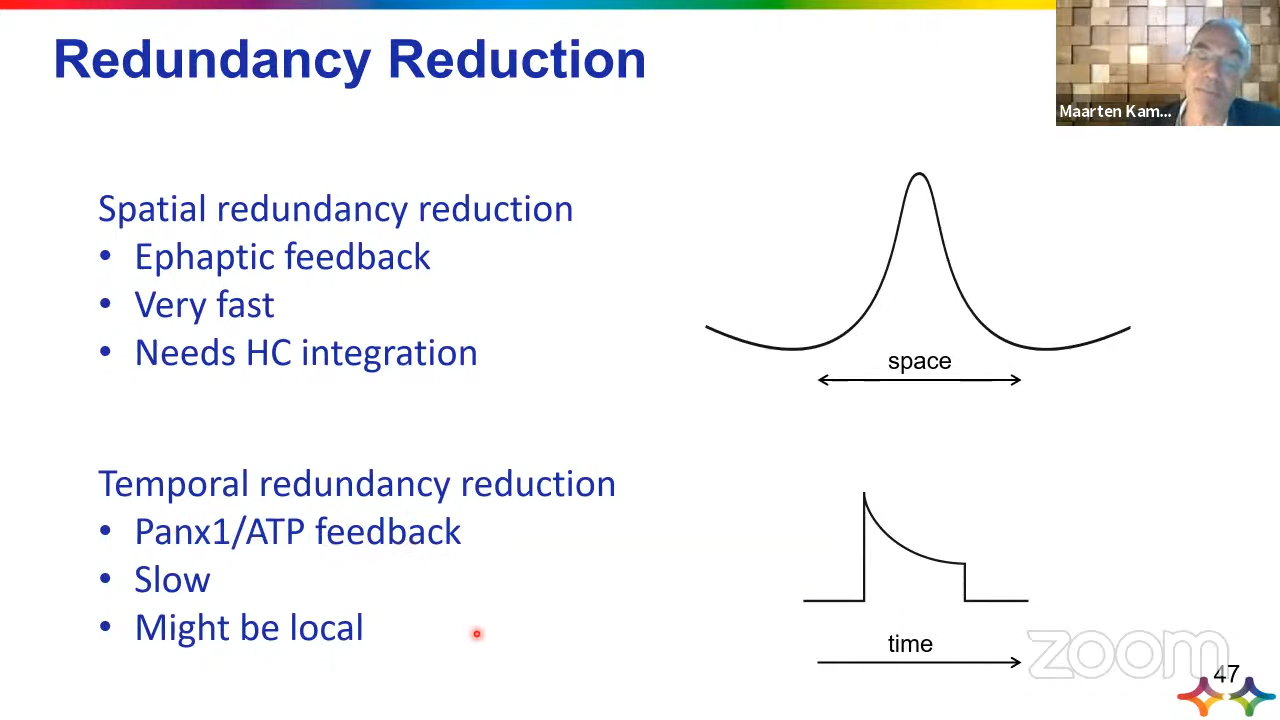 Redundancy Reduction
Maarten Kam...
Spatial redundancy reduction
• Ephaptic feedback
• Very fast
• Needs HC integration
space
Temporal redundancy reduction
• Panx1/ATP feedback
• Slow
• Might be local
time
zoom
47